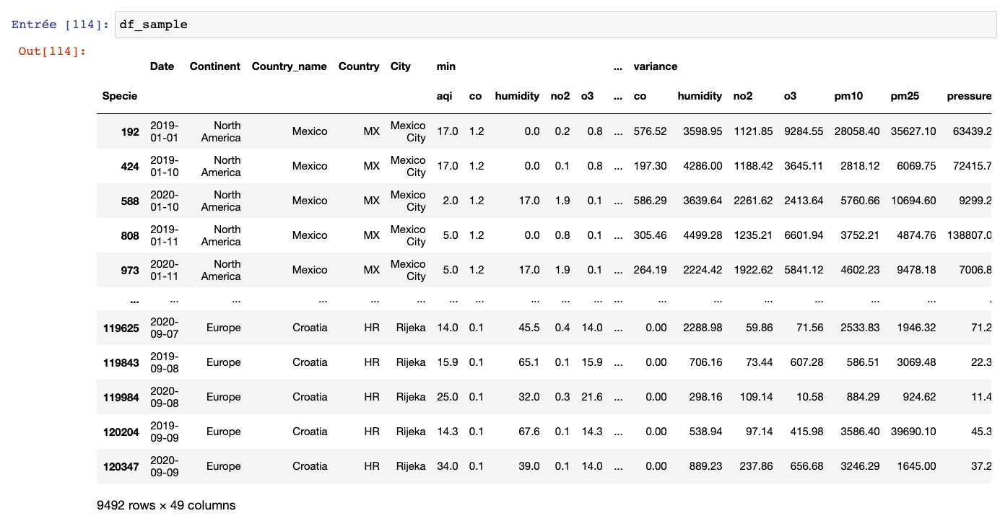 Entrée [114]: df_sample
Out[114]:
Date Continent Country_name Country City min ... variance
Specie aqi co humidity no2 o3 ... co humidity no2 o3 pm10 pm25 pressure
192 2019-01-01 North America Mexico MX Mexico City 17.0 1.2 0.0 0.2 0.8 ... 576.52 3598.95 1121.85 9284.55 28058.40 35627.10 63439.2
424 2019-01-10 North America Mexico MX Mexico City 17.0 1.2 0.0 0.1 0.8 ... 197.30 4286.00 1188.42 3645.11 2818.12 6069.75 72415.7
588 2020-01-10 North America Mexico MX Mexico City 2.0 1.2 17.0 1.9 0.1 ... 586.29 3639.64 2261.62 2413.64 5760.66 10694.60 9299.2
808 2019-01-11 North America Mexico MX Mexico City 5.0 1.2 0.0 0.8 0.1 ... 305.46 4499.28 1235.21 6601.94 3752.21 4874.76 138807.0
973 2020-01-11 North America Mexico MX Mexico City 5.0 1.2 17.0 1.9 0.1 ... 264.19 2224.42 1922.62 5841.12 4602.23 9478.18 7006.8
... ... ... ... ... ... ... ... ... ... ... ... ... ... ... ... ... ... .
119625 2020-09-07 Europe Croatia HR Rijeka 14.0 0.1 45.5 0.4 14.0 ... 0.00 2288.98 59.86 71.56 2533.83 1946.32 71.2
119843 2019-09-08 Europe Croatia HR Rijeka 15.9 0.1 65.1 0.1 15.9 ... 0.00 706.16 73.44 607.28 586.51 3069.48 22.3
119984 2020-09-08 Europe Croatia HR Rijeka 25.0 0.1 32.0 0.3 21.6 ... 0.00 298.16 109.14 10.58 884.29 924.62 11.4
120204 2019-09-09 Europe Croatia HR Rijeka 14.3 0.1 67.6 0.1 14.3 ... 0.00 538.94 97.14 415.98 3586.40 39690.10 45.3
120347 2020-09-09 Europe Croatia HR Rijeka 34.0 0.1 39.0 0.1 14.0 ... 0.00 889.23 237.86 656.68 3246.29 1645.00 37.2
9492 rows × 49 columns